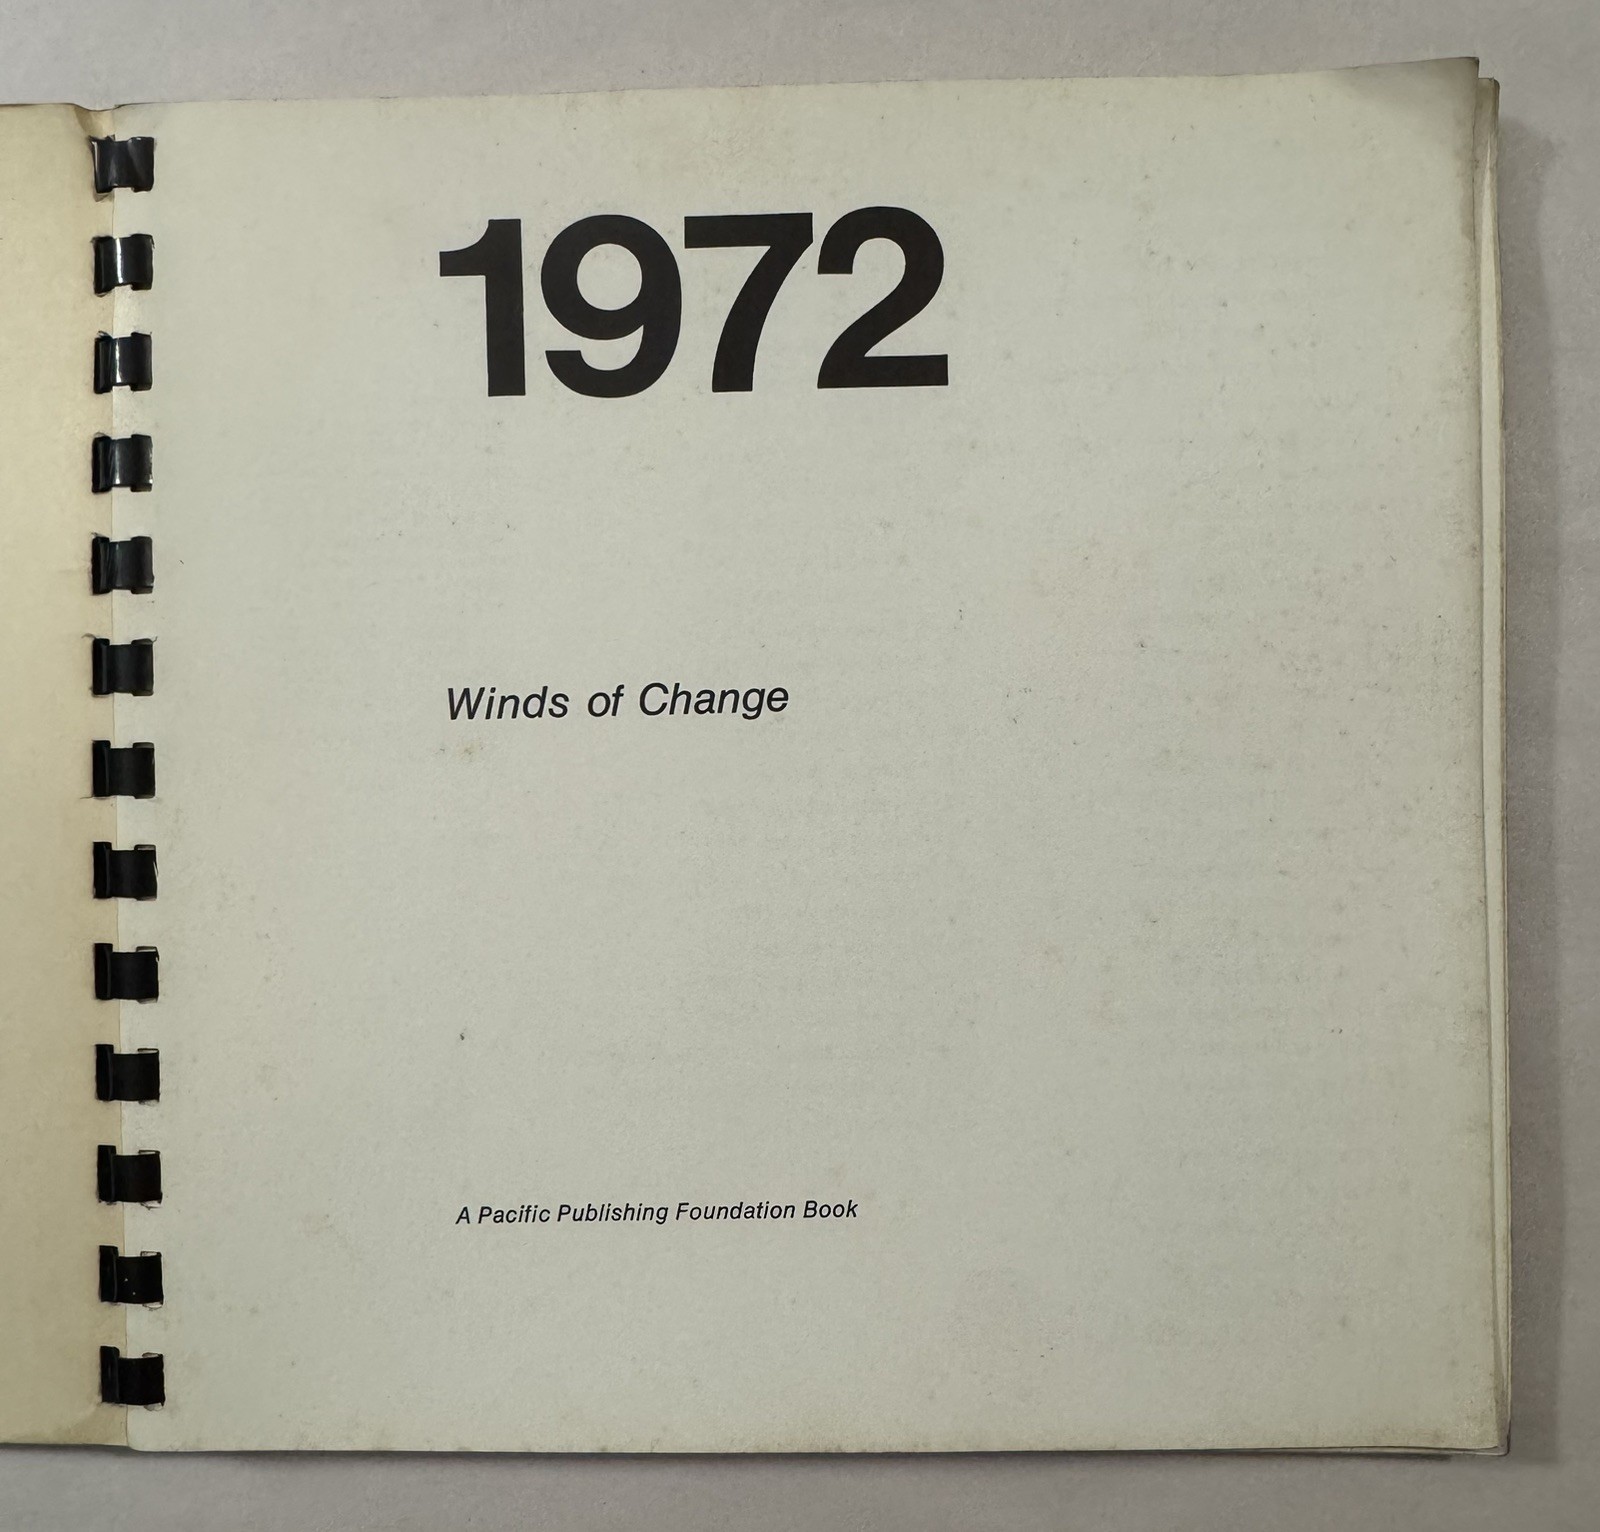 1972
Winds of Change
A Pacific Publishing Foundation Book